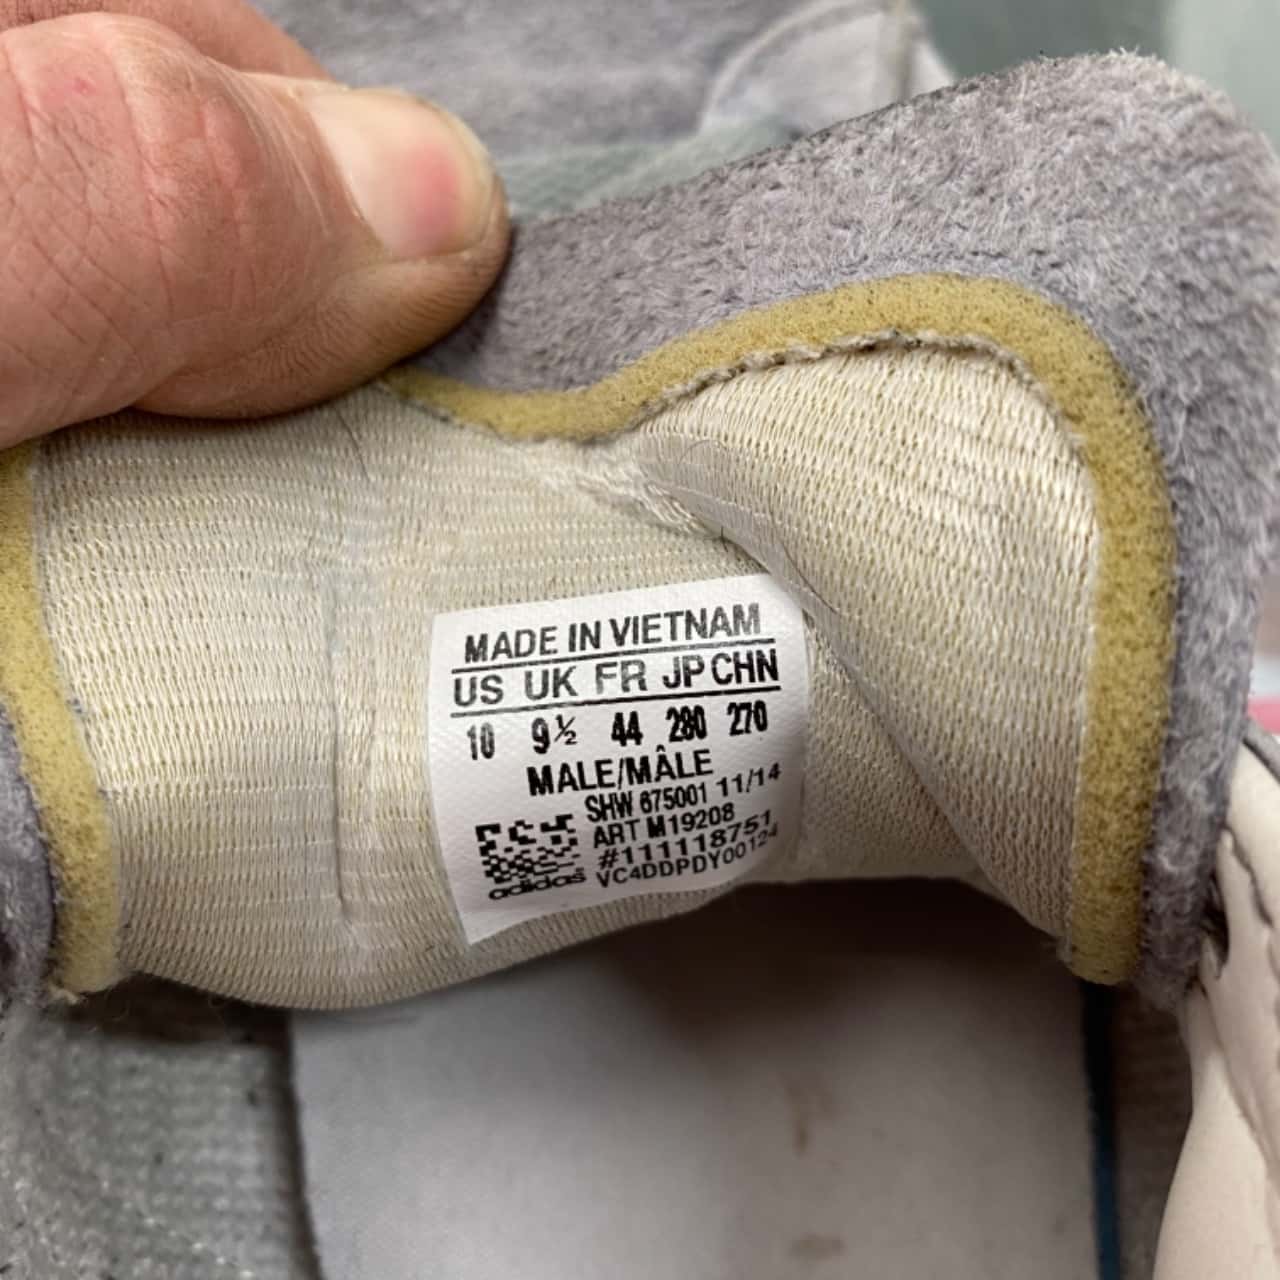 MADE IN VIETNAM
US UK FR JP CHN
10 9½ 44 280 270
MALE/MÂLE
SHW 675001 11/14
ART M19208
#111118751
VC4DDPDY00124
adidas